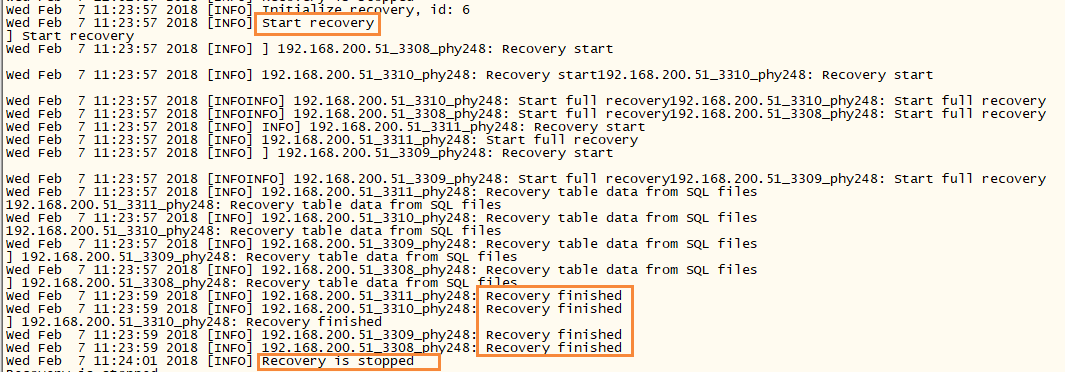 Wed Feb  7 11:23:57 2018 [INFO] Recovery is stopped
Wed Feb  7 11:23:57 2018 [INFO] Initialize recovery, id: 6
Wed Feb  7 11:23:57 2018 [INFO] Start recovery
] Start recovery
Wed Feb  7 11:23:57 2018 [INFO] ] 192.168.200.51_3308_phy248: Recovery start
Wed Feb  7 11:23:57 2018 [INFO] 192.168.200.51_3310_phy248: Recovery start192.168.200.51_3310_phy248: Recovery start
Wed Feb  7 11:23:57 2018 [INFOINFO] 192.168.200.51_3310_phy248: Start full recovery192.168.200.51_3310_phy248: Start full recovery
Wed Feb  7 11:23:57 2018 [INFOINFO] 192.168.200.51_3308_phy248: Start full recovery192.168.200.51_3308_phy248: Start full recovery
Wed Feb  7 11:23:57 2018 [INFO] INFO] 192.168.200.51_3311_phy248: Recovery start
Wed Feb  7 11:23:57 2018 [INFO] 192.168.200.51_3311_phy248: Start full recovery
Wed Feb  7 11:23:57 2018 [INFO] ] 192.168.200.51_3309_phy248: Recovery start
Wed Feb  7 11:23:57 2018 [INFOINFO] 192.168.200.51_3309_phy248: Start full recovery192.168.200.51_3309_phy248: Start full recovery
Wed Feb  7 11:23:57 2018 [INFO] 192.168.200.51_3311_phy248: Recovery table data from SQL files
192.168.200.51_3311_phy248: Recovery table data from SQL files
Wed Feb  7 11:23:57 2018 [INFO] 192.168.200.51_3310_phy248: Recovery table data from SQL files
192.168.200.51_3310_phy248: Recovery table data from SQL files
Wed Feb  7 11:23:57 2018 [INFO] 192.168.200.51_3309_phy248: Recovery table data from SQL files
] 192.168.200.51_3309_phy248: Recovery table data from SQL files
Wed Feb  7 11:23:57 2018 [INFO] 192.168.200.51_3308_phy248: Recovery table data from SQL files
] 192.168.200.51_3308_phy248: Recovery table data from SQL files
Wed Feb  7 11:23:59 2018 [INFO] 192.168.200.51_3311_phy248: Recovery finished
Wed Feb  7 11:23:59 2018 [INFO] 192.168.200.51_3310_phy248: Recovery finished
] 192.168.200.51_3310_phy248: Recovery finished
Wed Feb  7 11:23:59 2018 [INFO] 192.168.200.51_3309_phy248: Recovery finished
Wed Feb  7 11:23:59 2018 [INFO] 192.168.200.51_3308_phy248: Recovery finished
Wed Feb  7 11:24:01 2018 [INFO] Recovery is stopped
Recovery is stopped